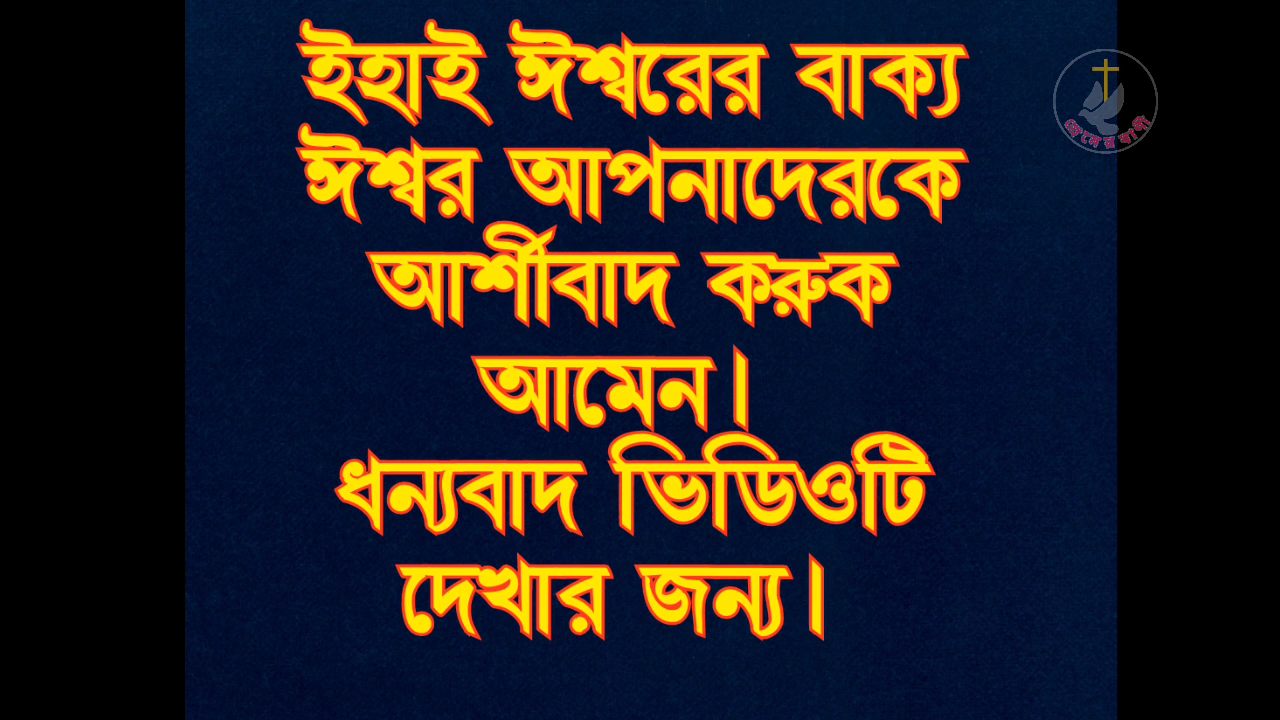 ইহাই ঈশ্বরের বাক্য
ঈশ্বর আপনাদেরকে
আর্শীবাদ করুক
আমেন।
ধন্যবাদ ভিডিওটি
দেখার জন্য।